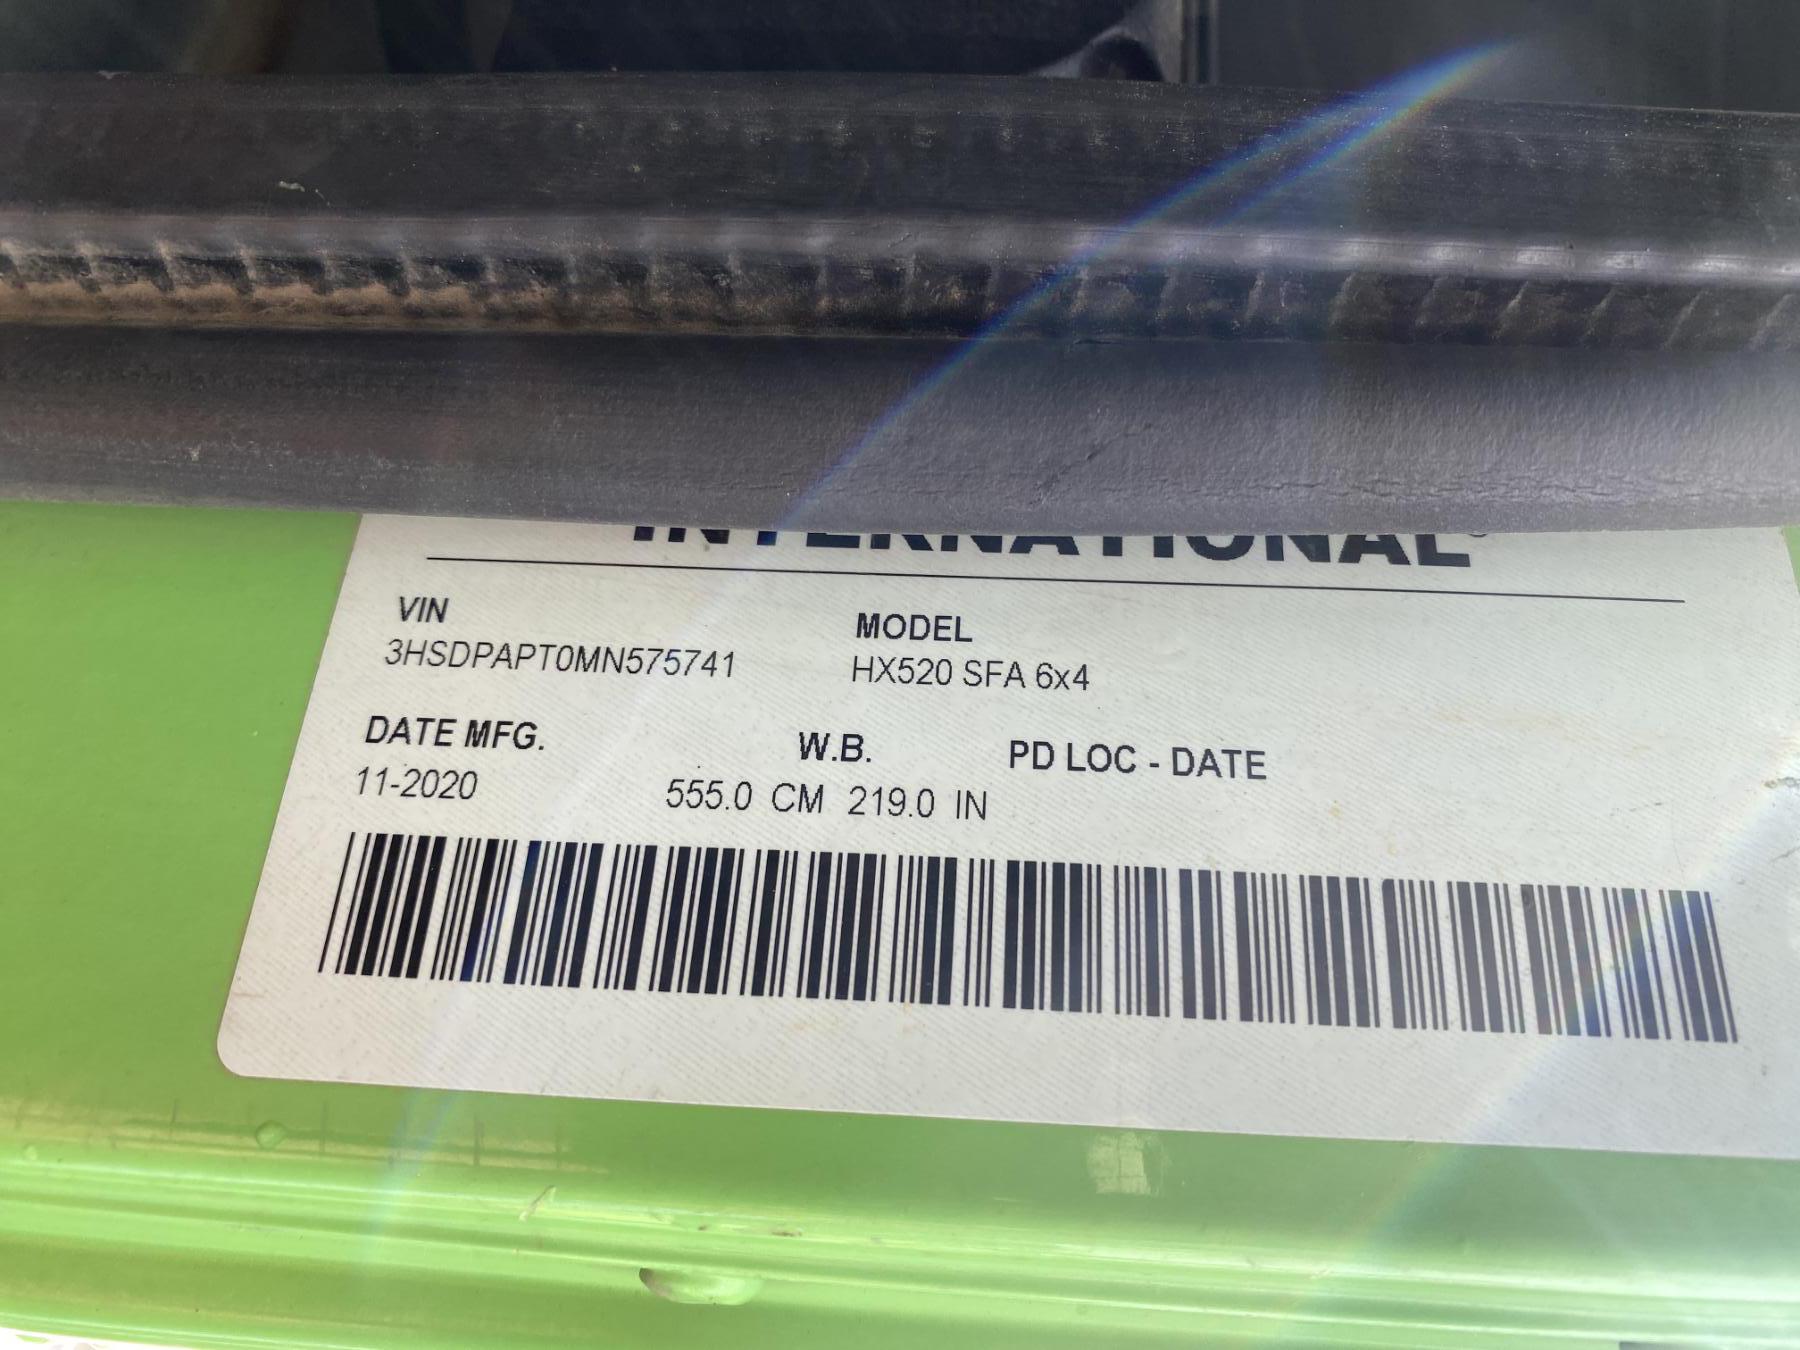 INTERNATIONAL®
VIN
3HSDPAPT0MN575741
MODEL
HX520 SFA 6x4
DATE MFG.
11-2020
W.B.
555.0 CM 219.0 IN
PD LOC - DATE